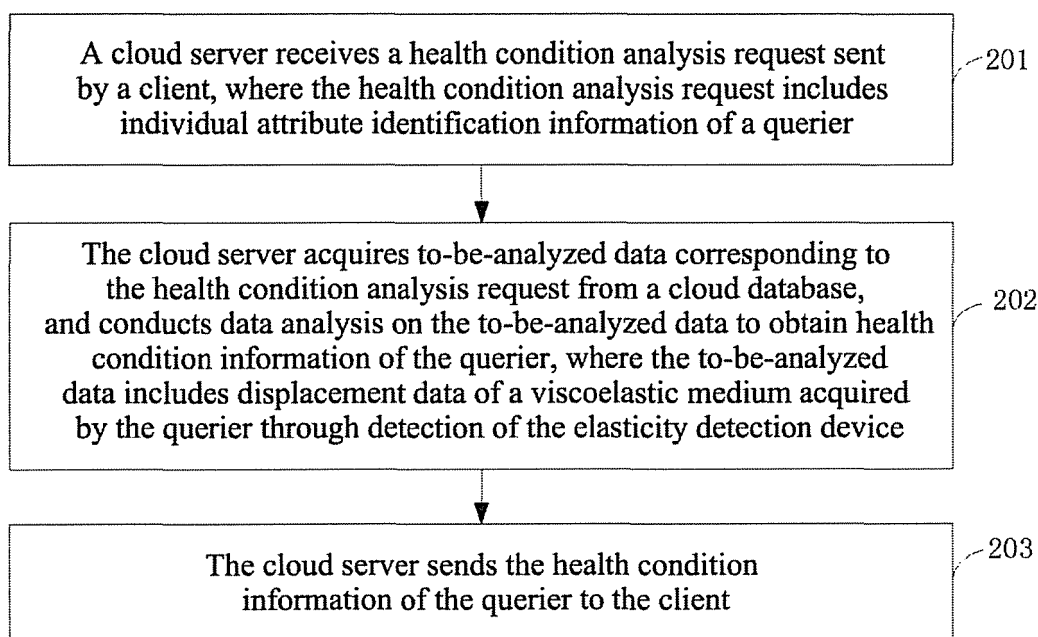 A cloud server receives a health condition analysis request sent
by a client, where the health condition analysis request includes
individual attribute identification information of a querier
201
The cloud server acquires to-be-analyzed data corresponding to
the health condition analysis request from a cloud database,
and conducts data analysis on the to-be-analyzed data to obtain health
condition information of the querier, where the to-be-analyzed
data includes displacement data of a viscoelastic medium acquired
by the querier through detection of the elasticity detection device
202
The cloud server sends the health condition
information of the querier to the client
203